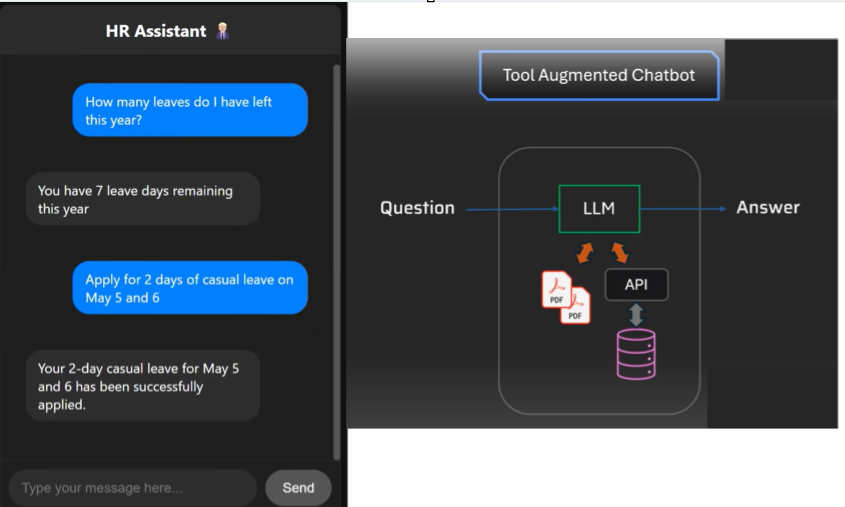 HR Assistant
How many leaves do I have left
this year?
You have 7 leave days remaining
this year
Apply for 2 days of casual leave on
May 5 and 6
Your 2-day casual leave for May 5
and 6 has been successfully
applied.
Type your message here...
Send
Tool Augmented Chatbot
Question
LLM
Answer
PDF
PDF
API